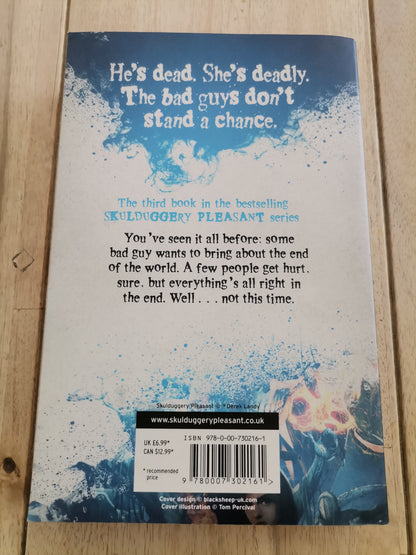 He's dead. She's deadly.
The bad guys don't
stand a chance.
The third book in the bestselling
SKULDUGGERY PLEASANT series
You've seen it all before: some
bad guy wants to bring about the end
of the world. A few people get hurt,
sure, but everything's all right in
the end. Well . . . not this time.
Skulduggery Pleasant © ™ Derek Landy
www.skulduggerypleasant.co.uk
UK £6.99*
CAN $12.99*
* recommended
price
ISBN 978-0-00-730216-1
9 780007 302161 >
Cover design © blacksheep-uk.com
Cover illustration © Tom Percival